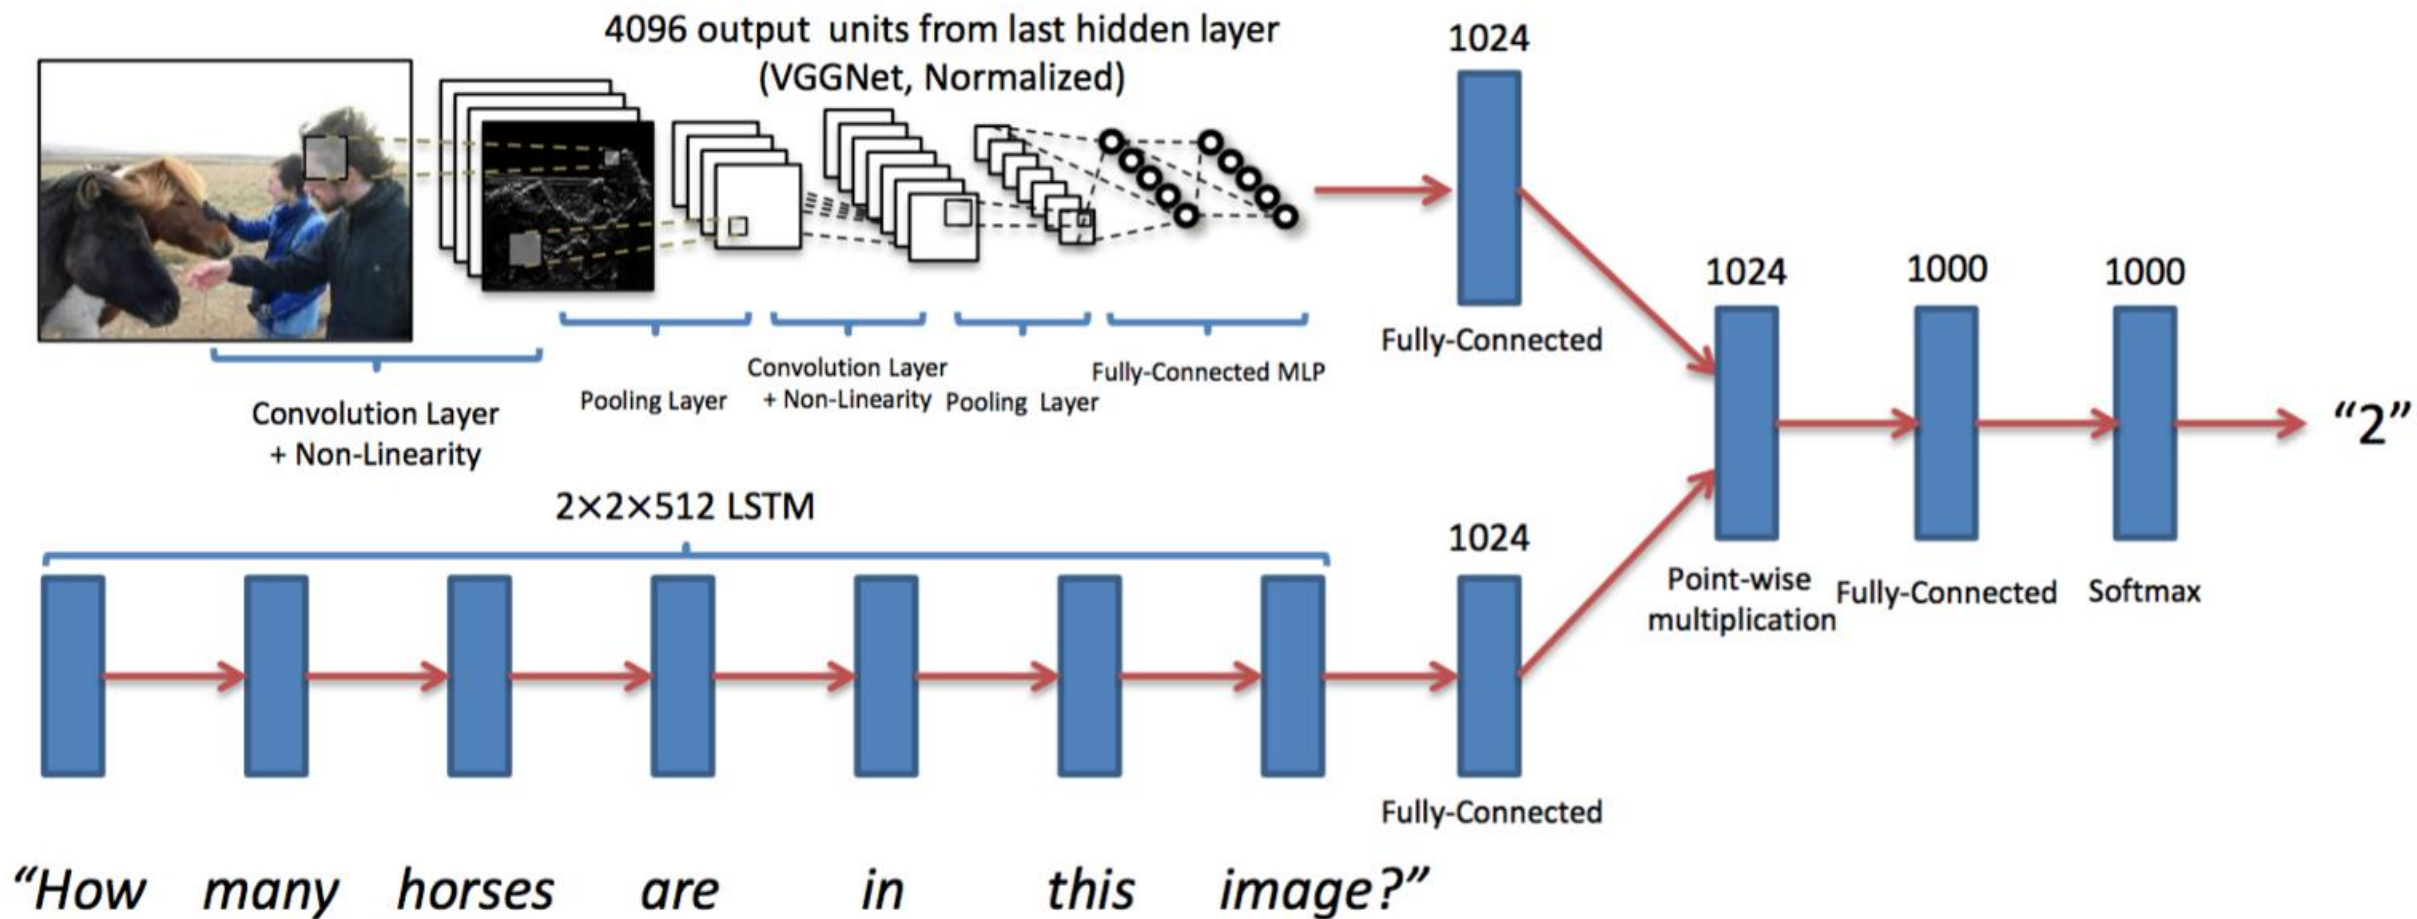 4096 output units from last hidden layer
(VGGNet, Normalized)
1024
Fully-Connected
Convolution Layer
+ Non-Linearity
Pooling Layer
Convolution Layer
+ Non-Linearity
Pooling Layer
Fully-Connected MLP
1024
1000
1000
Point-wise
multiplication
Fully-Connected
Softmax
“2”
2×2×512 LSTM
1024
Fully-Connected
“How many horses are in this image?”